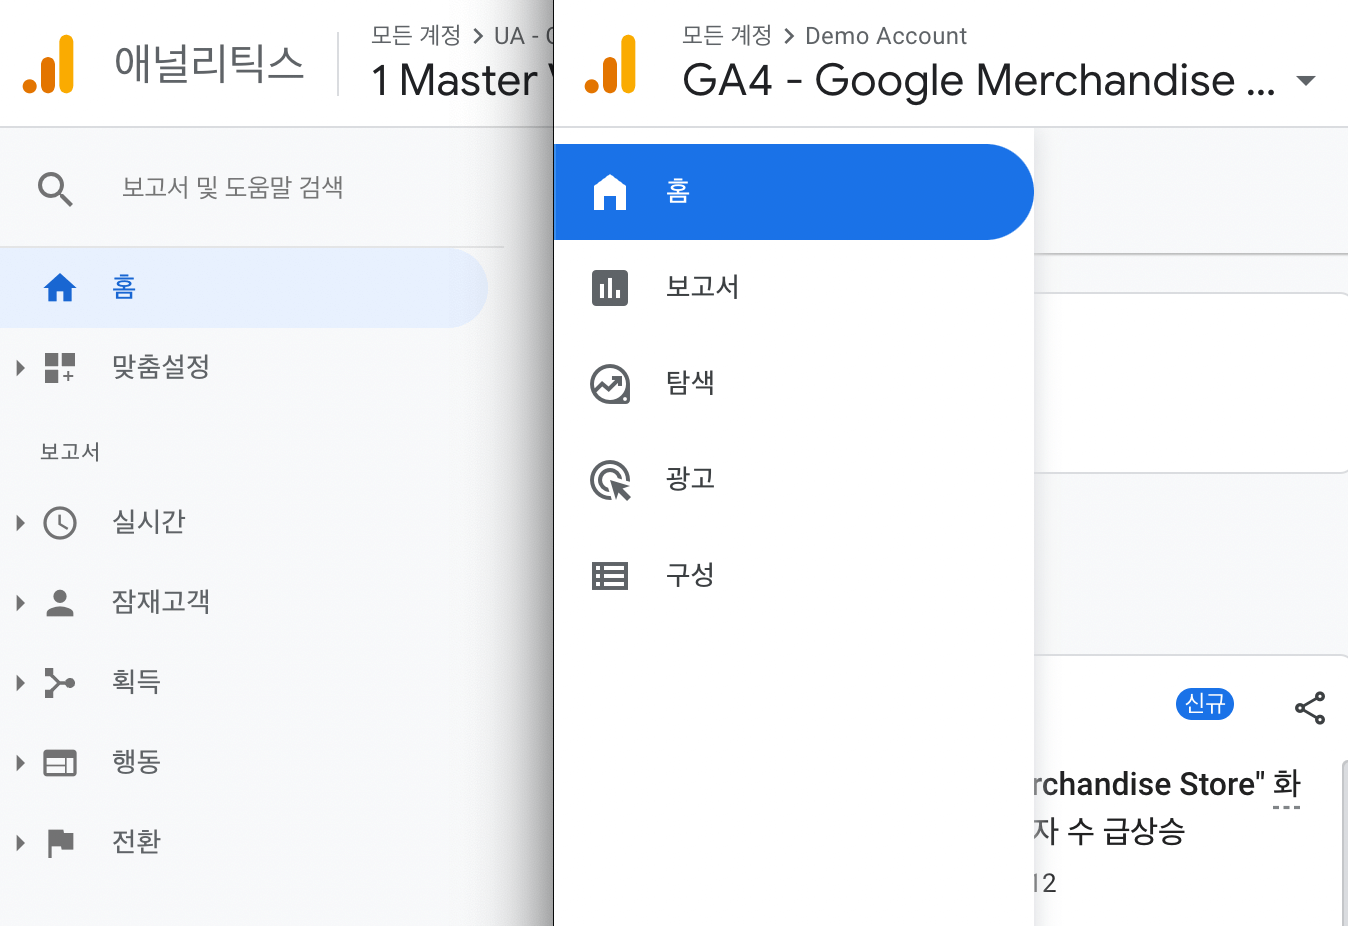 애널리틱스
모든 계정 > UA -
1 Master
보고서 및 도움말 검색
홈
맞춤설정
보고서
실시간
잠재고객
획득
행동
전환
모든 계정 > Demo Account
GA4 - Google Merchandise ...
홈
보고서
탐색
광고
구성
신규
rchandise Store" 화
자 수 급상승
12